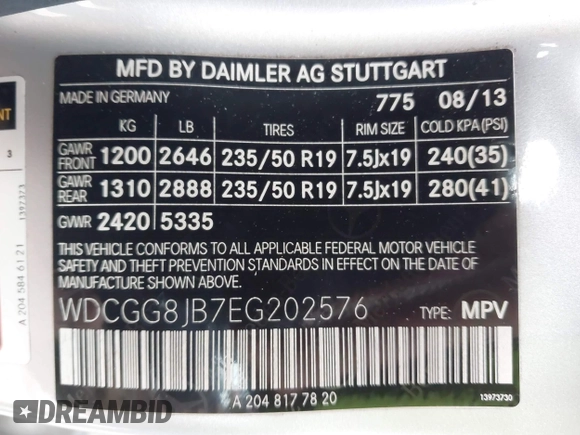 MFD BY DAIMLER AG STUTTGART
MADE IN GERMANY 775 08/13
KG LB TIRES RIM SIZE COLD KPA(PSI)
GAWR FRONT 1200 2646 235/50 R19 7.5Jx19 240(35)
GAWR REAR 1310 2888 235/50 R19 7.5Jx19 280(41)
GVWR 2420 5335
THIS VEHICLE CONFORMS TO ALL APPLICABLE FEDERAL MOTOR VEHICLE
SAFETY AND THEFT PREVENTION STANDARDS IN EFFECT ON THE DATE OF
MANUFACTURE SHOWN ABOVE.
WDCGG8JB7EG202576 TYPE: MPV
A 204 817 78 20
13973730
NT
3
1397373
A 204 584 61 21
DREAMBID